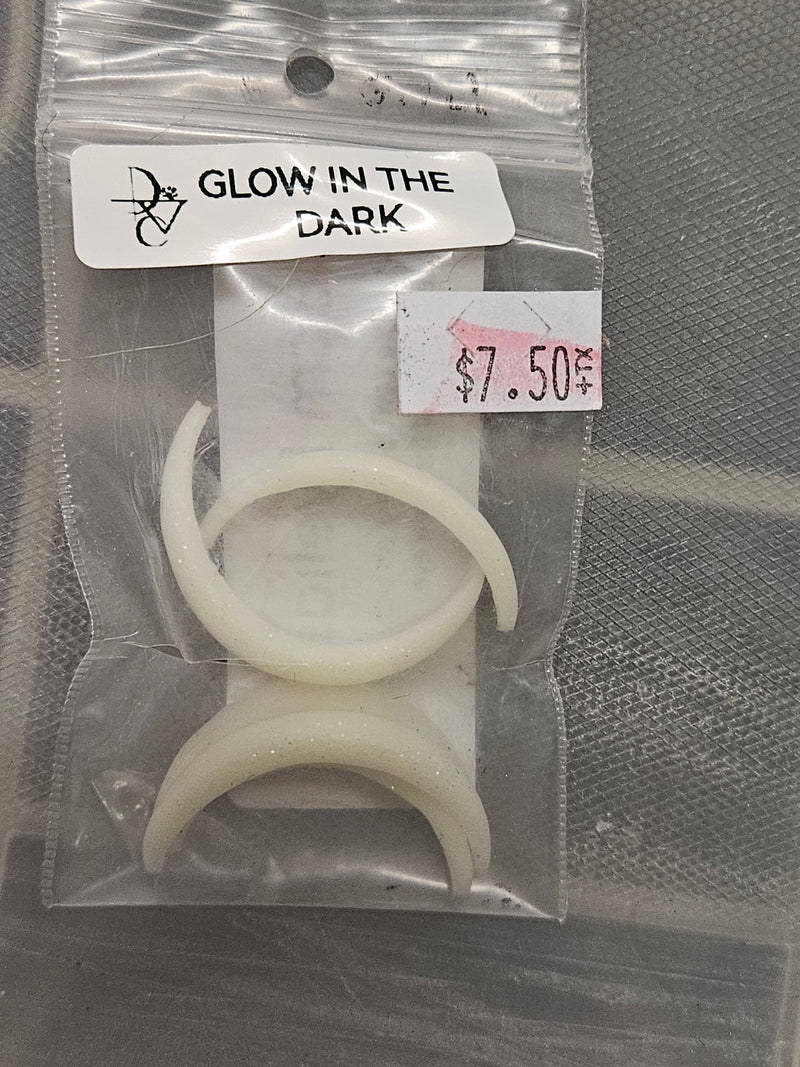 GLOW IN THE
DARK
$7.50